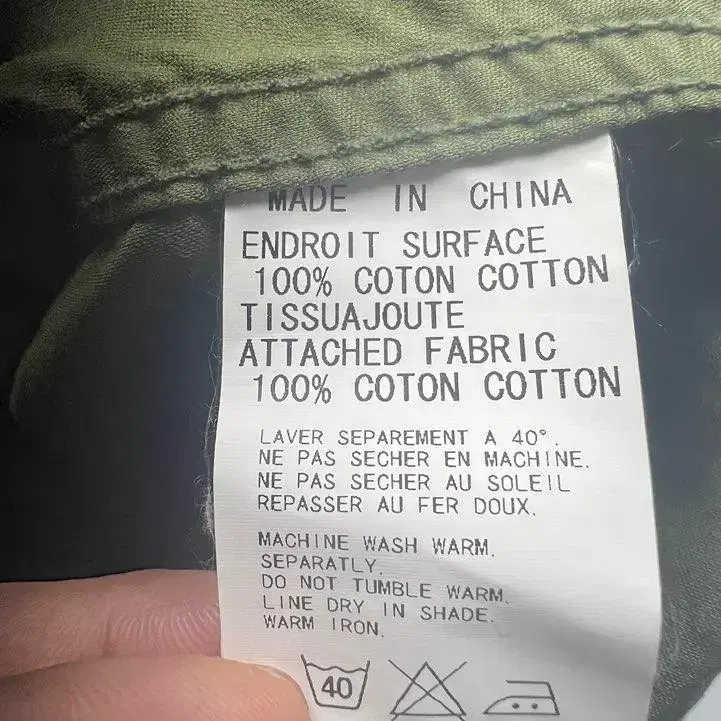 MADE IN CHINA
ENDROIT SURFACE
100% COTON COTTON
TISSUAJOUTE
ATTACHED FABRIC
100% COTON COTTON
LAVER SEPAREMENT A 40°.
NE PAS SECHER EN MACHINE.
NE PAS SECHER AU SOLEIL
REPASSER AU FER DOUX.
MACHINE WASH WARM.
SEPARATLY.
DO NOT TUMBLE WARM.
LINE DRY IN SHADE.
WARM IRON.
40